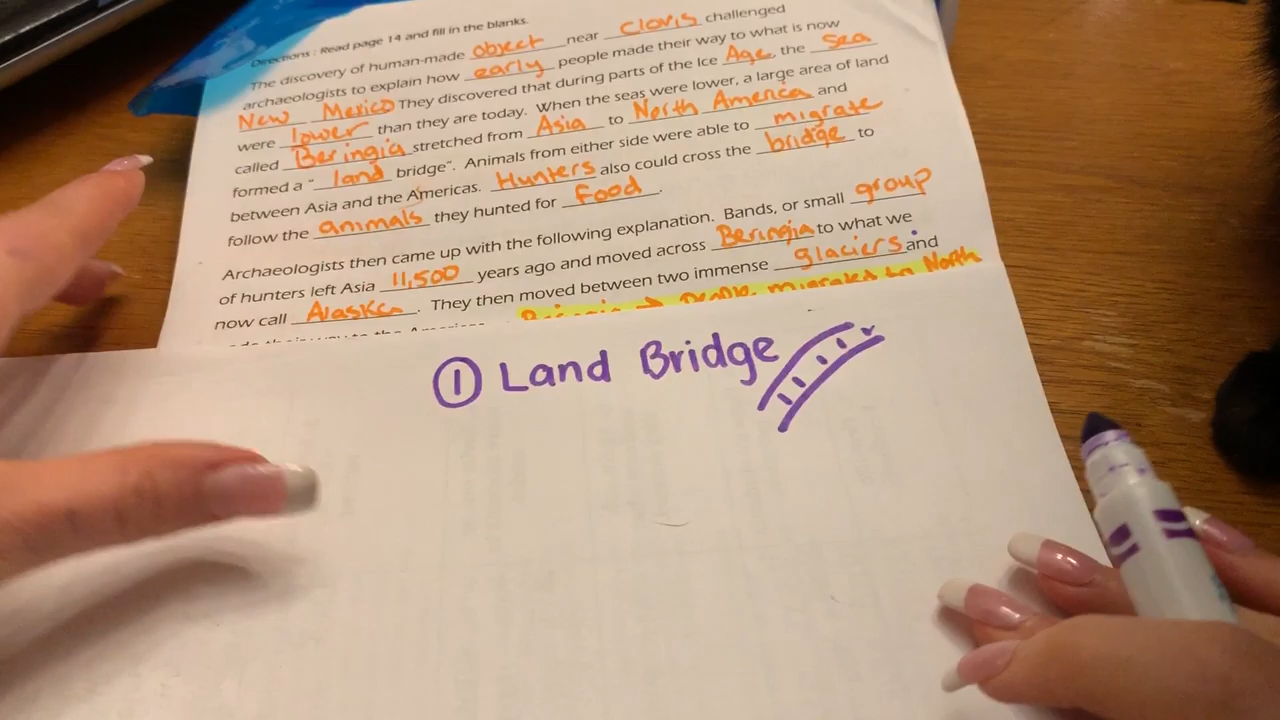 Directions : Read page 14 and fill in the blanks.
The discovery of human-made object near Clovis challenged
archaeologists to explain how early people made their way to what is now
New Mexico They discovered that during parts of the Ice Age, the sea
were lower than they are today. When the seas were lower, a large area of land
called Beringia stretched from Asia to North America and
formed a "land bridge". Animals from either side were able to migrate
between Asia and the Americas. Hunters also could cross the bridge to
follow the animals they hunted for food.
Archaeologists then came up with the following explanation. Bands, or small group
of hunters left Asia 11,500 years ago and moved across Beringia to what we
now call Alaska. They then moved between two immense glaciers and
migrated to North
① Land Bridge